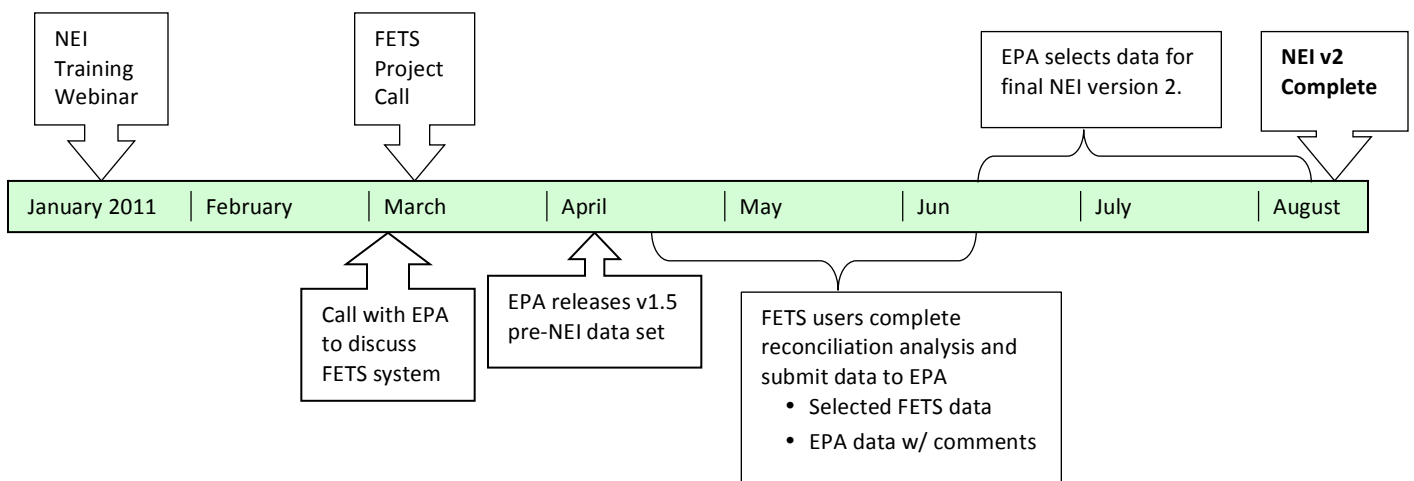 NEI
Training
Webinar
FETS
Project
Call
EPA selects data for
final NEI version 2.
NEI v2
Complete
January 2011 | February | March | April | May | Jun | July | August
Call with EPA
to discuss
FETS system
EPA releases v1.5
pre-NEI data set
FETS users complete
reconciliation analysis and
submit data to EPA
• Selected FETS data
• EPA data w/ comments